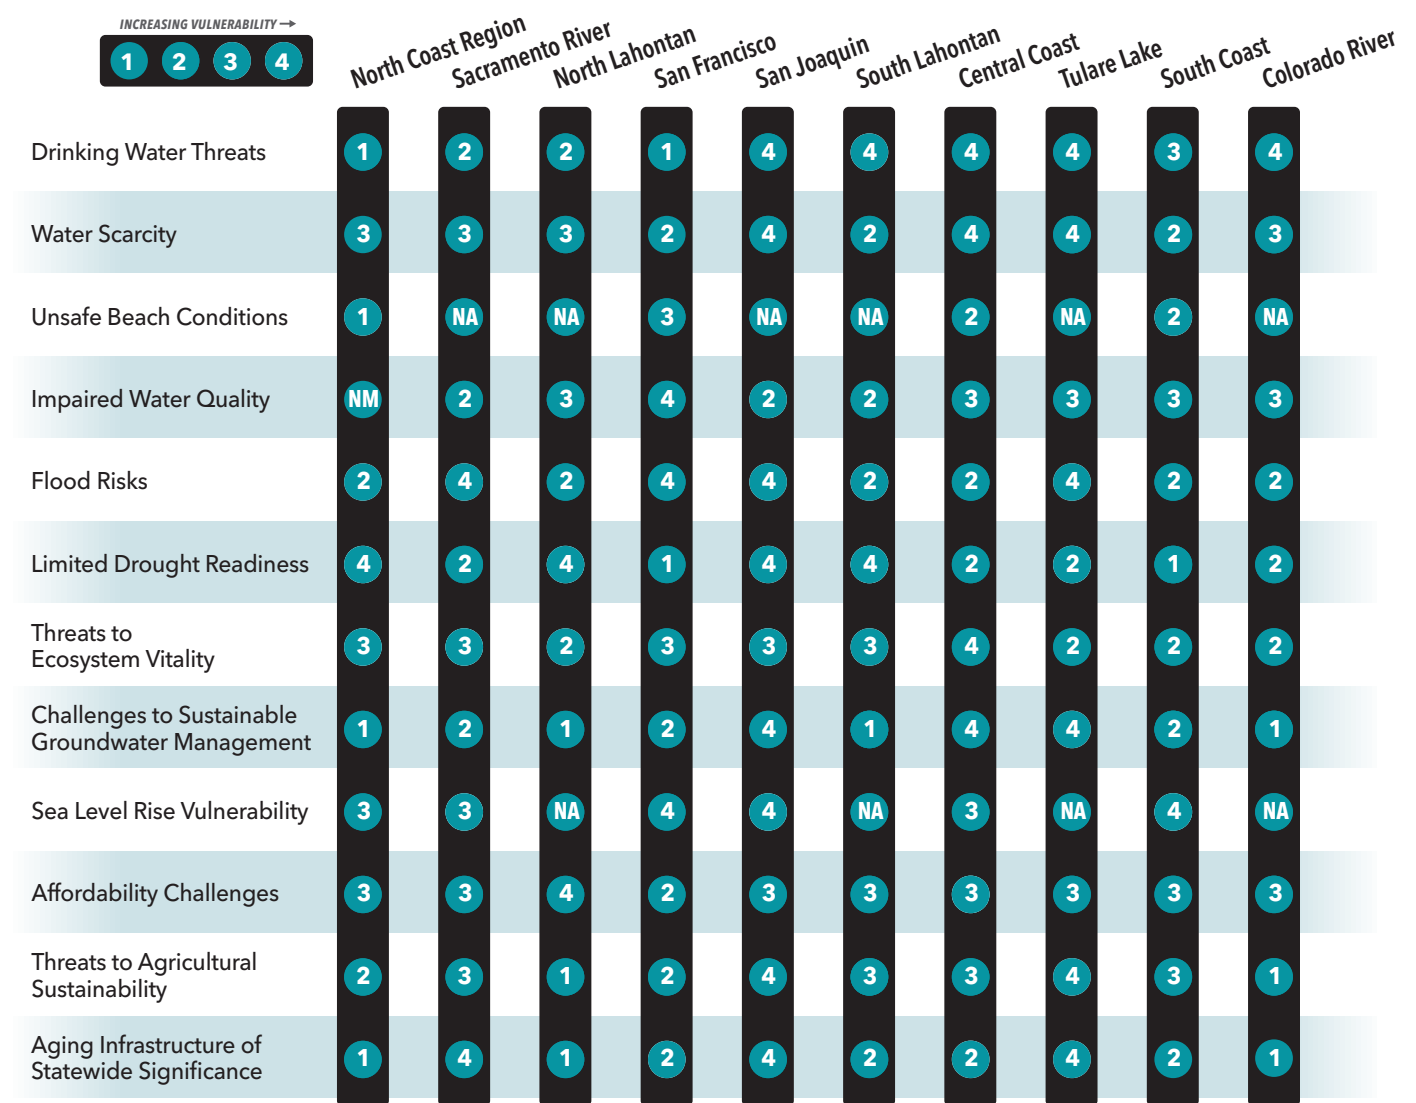 INCREASING VULNERABILITY →
1 2 3 4
North Coast Region
Sacramento River
North Lahontan
San Francisco
San Joaquin
South Lahontan
Central Coast
Tulare Lake
South Coast
Colorado River
Drinking Water Threats 1 2 2 1 4 4 4 4 3 4
Water Scarcity 3 3 3 2 4 2 4 4 2 3
Unsafe Beach Conditions 1 NA NA 3 NA NA 2 NA 2 NA
Impaired Water Quality NM 2 3 4 2 2 3 3 3 3
Flood Risks 2 4 2 4 4 2 2 4 2 2
Limited Drought Readiness 4 2 4 1 4 4 2 2 1 2
Threats to
Ecosystem Vitality 3 3 2 3 3 3 4 2 2 2
Challenges to Sustainable
Groundwater Management 1 2 1 2 4 1 4 4 2 1
Sea Level Rise Vulnerability 3 3 NA 4 4 NA 3 NA 4 NA
Affordability Challenges 3 3 4 2 3 3 3 3 3 3
Threats to Agricultural
Sustainability 2 3 1 2 4 3 3 4 3 1
Aging Infrastructure of
Statewide Significance 1 4 1 2 4 2 2 4 2 1